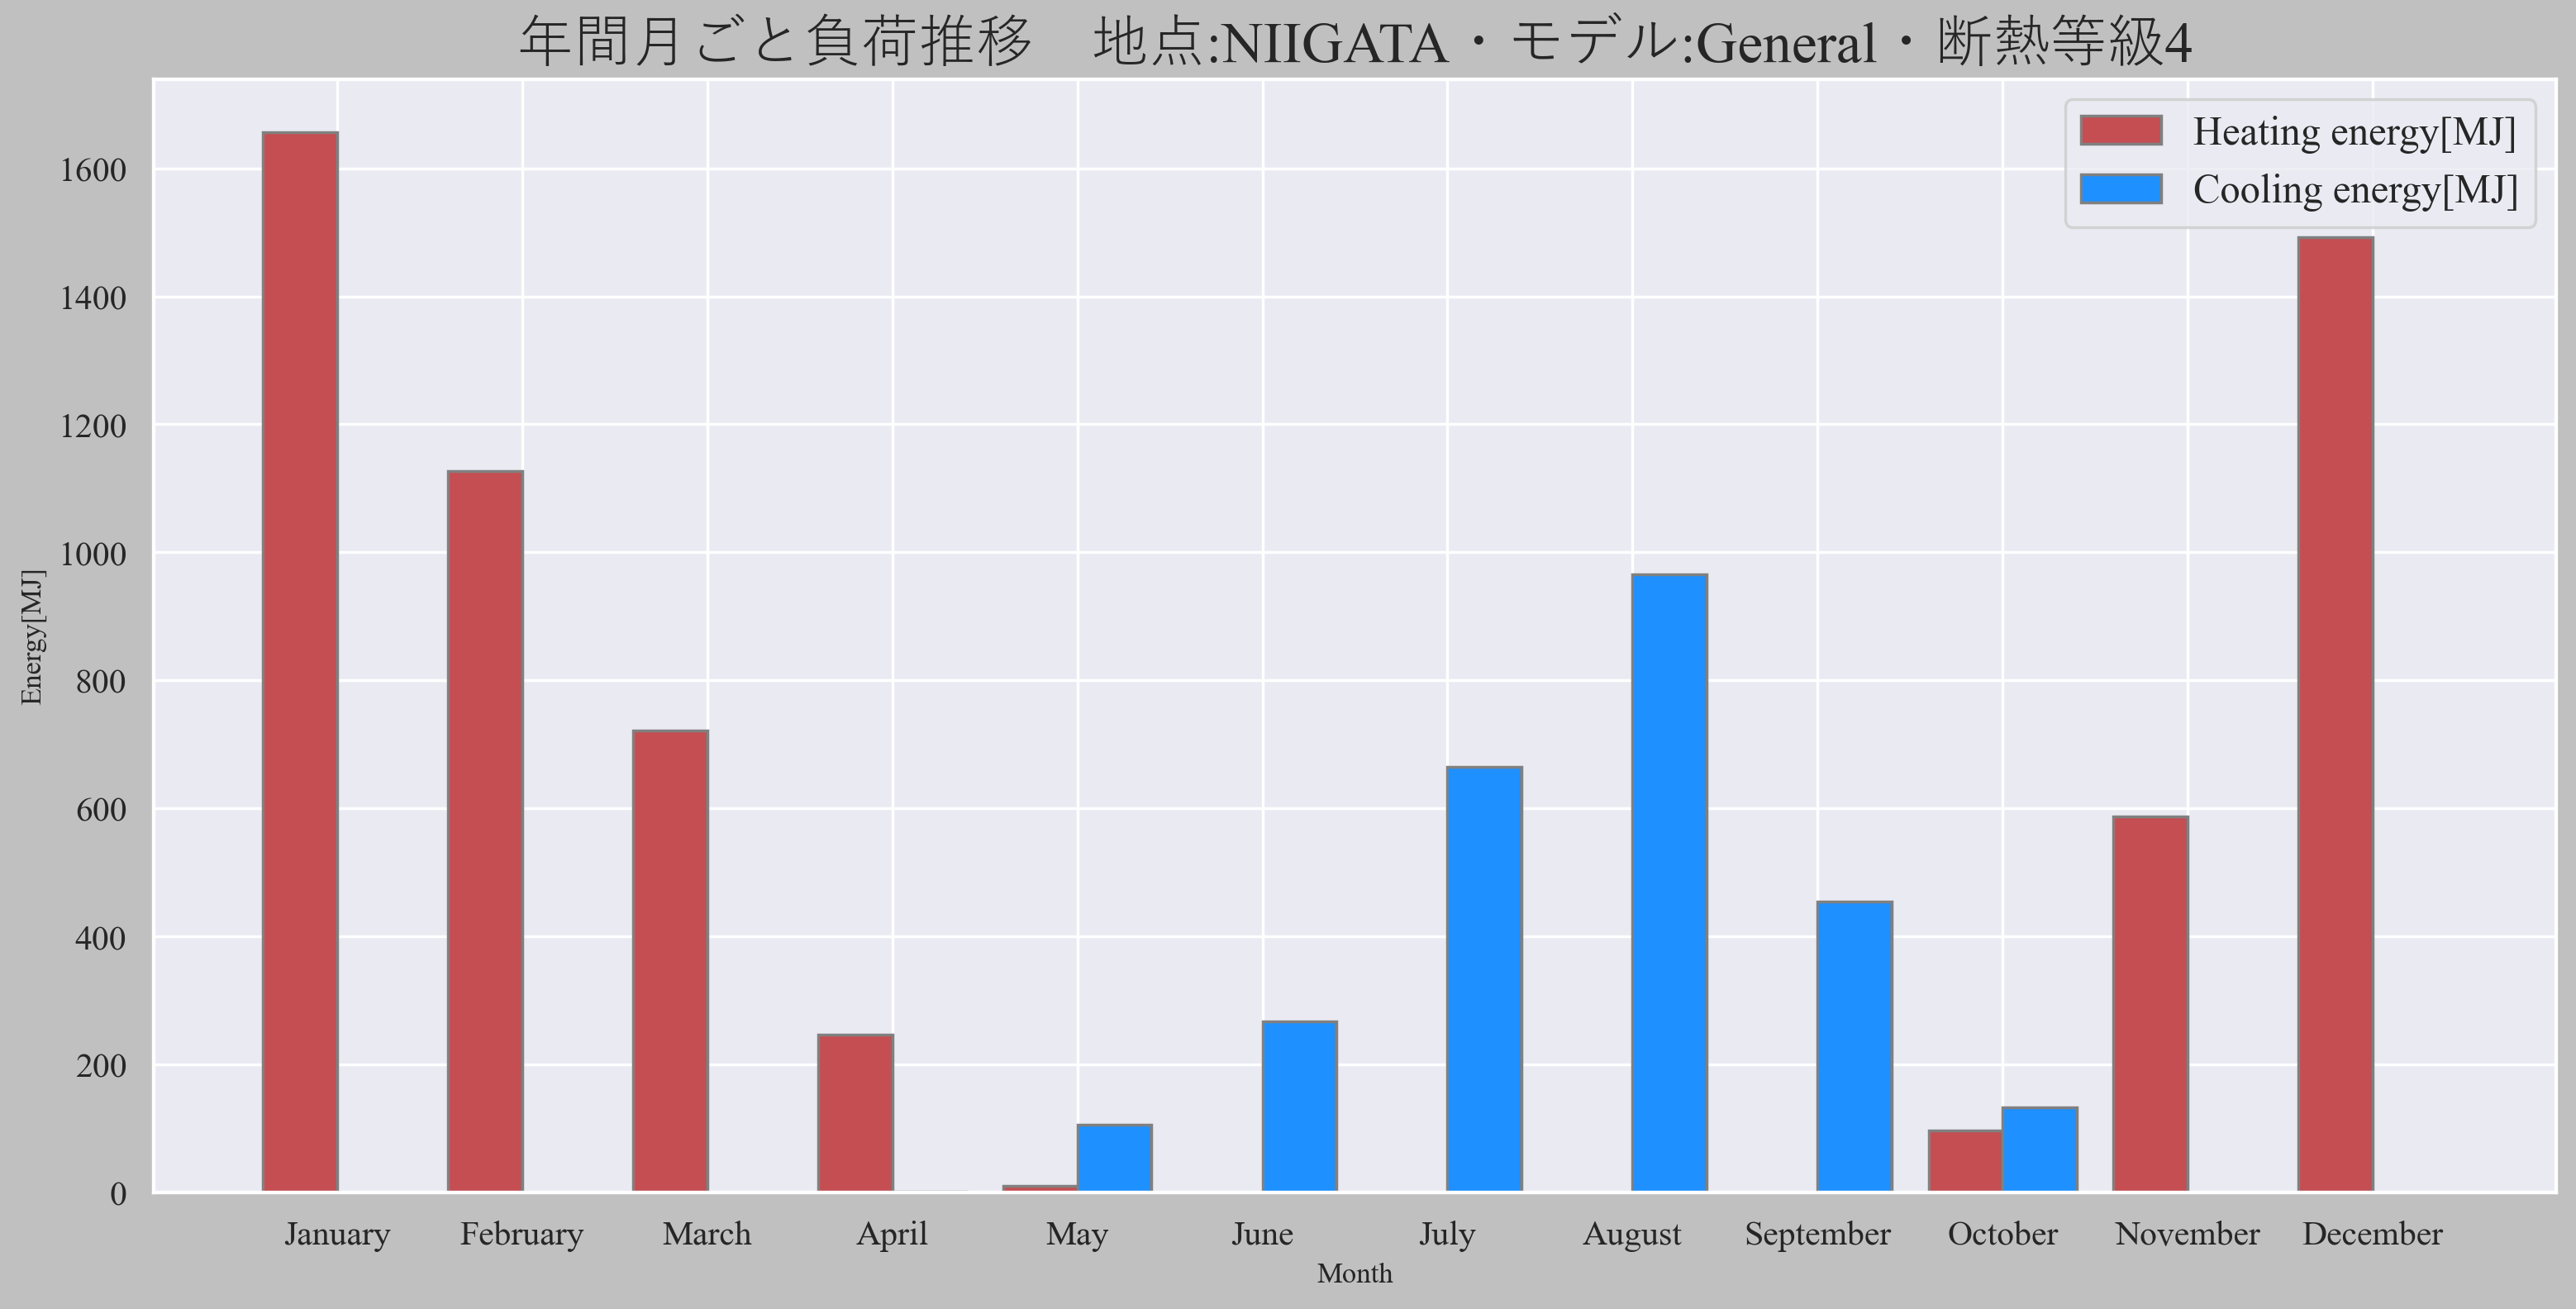 年間月ごと負荷推移　地点:NIIGATA・モデル:General・断熱等級4
Heating energy[MJ]
Cooling energy[MJ]
1600
1400
1200
1000
800
600
400
200
0
Energy[MJ]
January February March April May June July August September October November December
Month